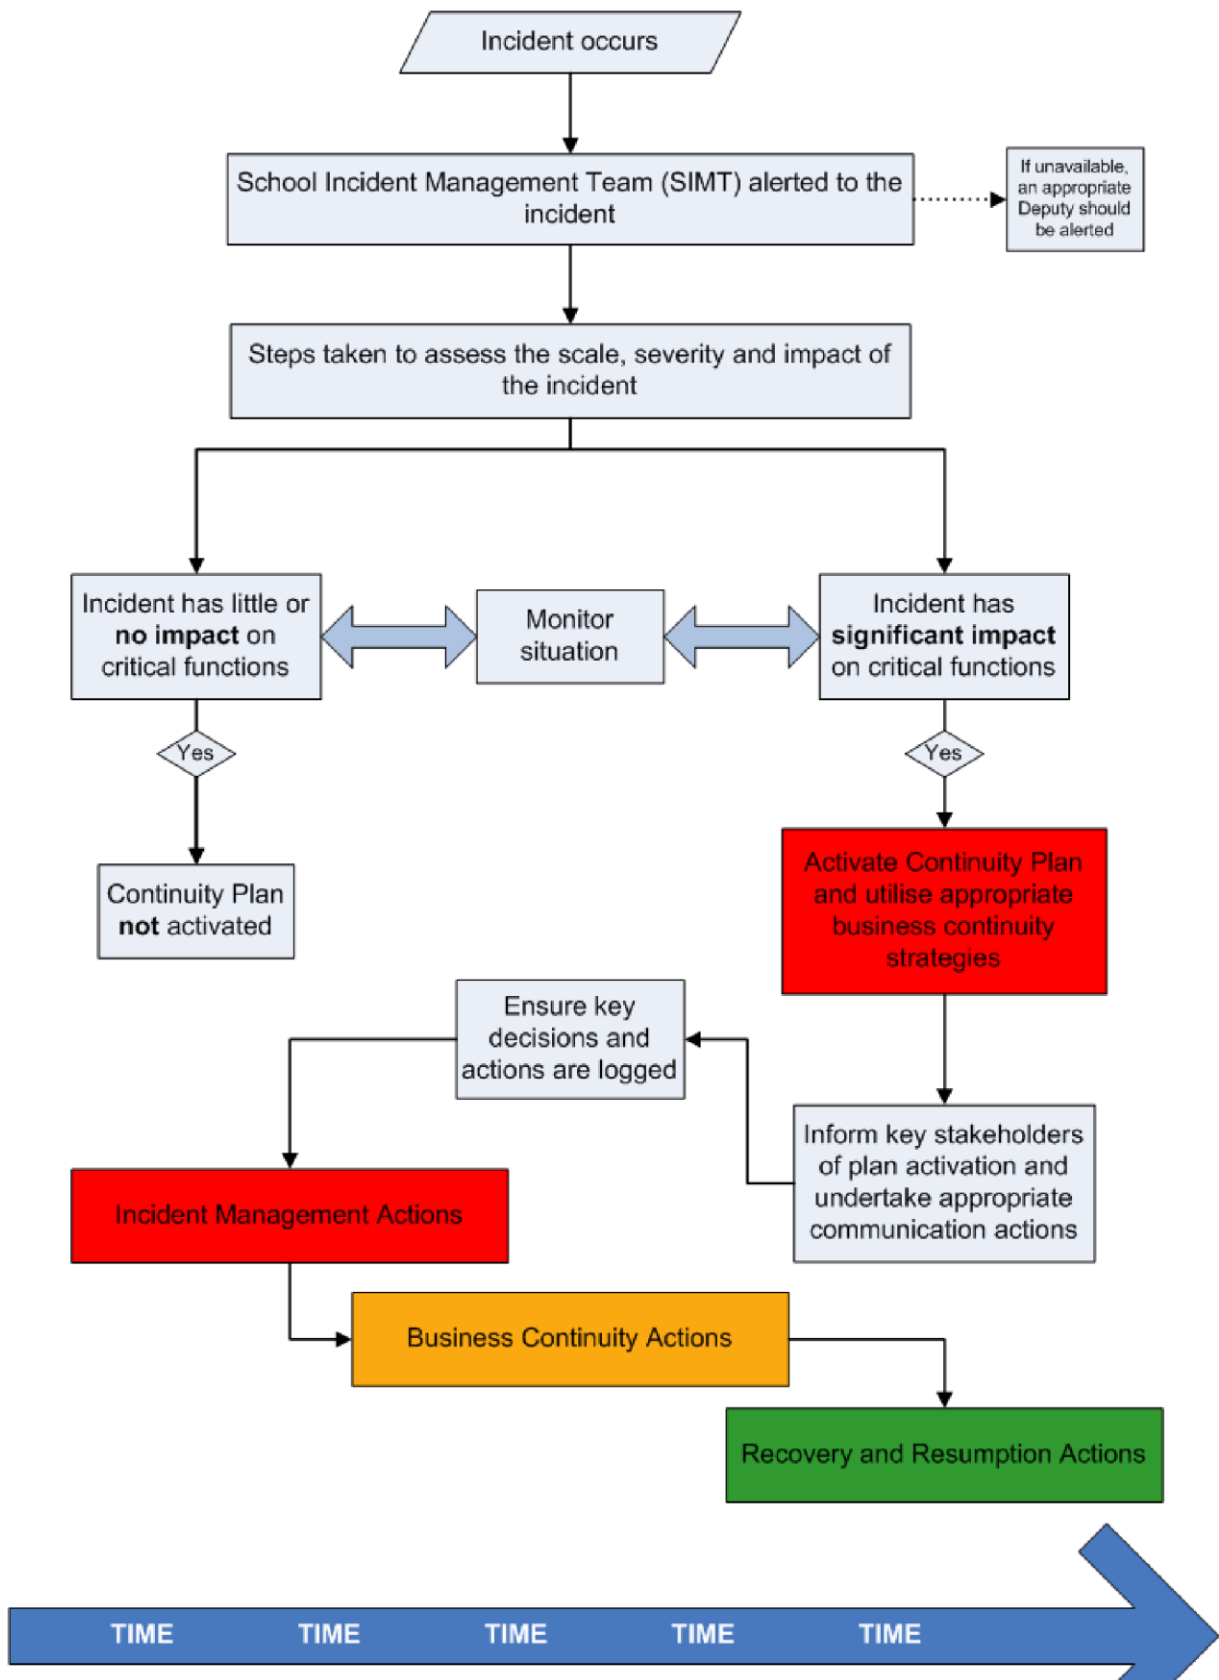 Incident occurs
School Incident Management Team (SIMT) alerted to the
incident
If unavailable,
an appropriate
Deputy should
be alerted
Steps taken to assess the scale, severity and impact of
the incident
Incident has little or
no impact on
critical functions
Monitor
situation
Incident has
significant impact
on critical functions
Yes
Yes
Continuity Plan
not activated
Activate Continuity Plan
and utilise appropriate
business continuity
strategies
Ensure key
decisions and
actions are logged
Inform key stakeholders
of plan activation and
undertake appropriate
communication actions
Incident Management Actions
Business Continuity Actions
Recovery and Resumption Actions
TIME TIME TIME TIME TIME